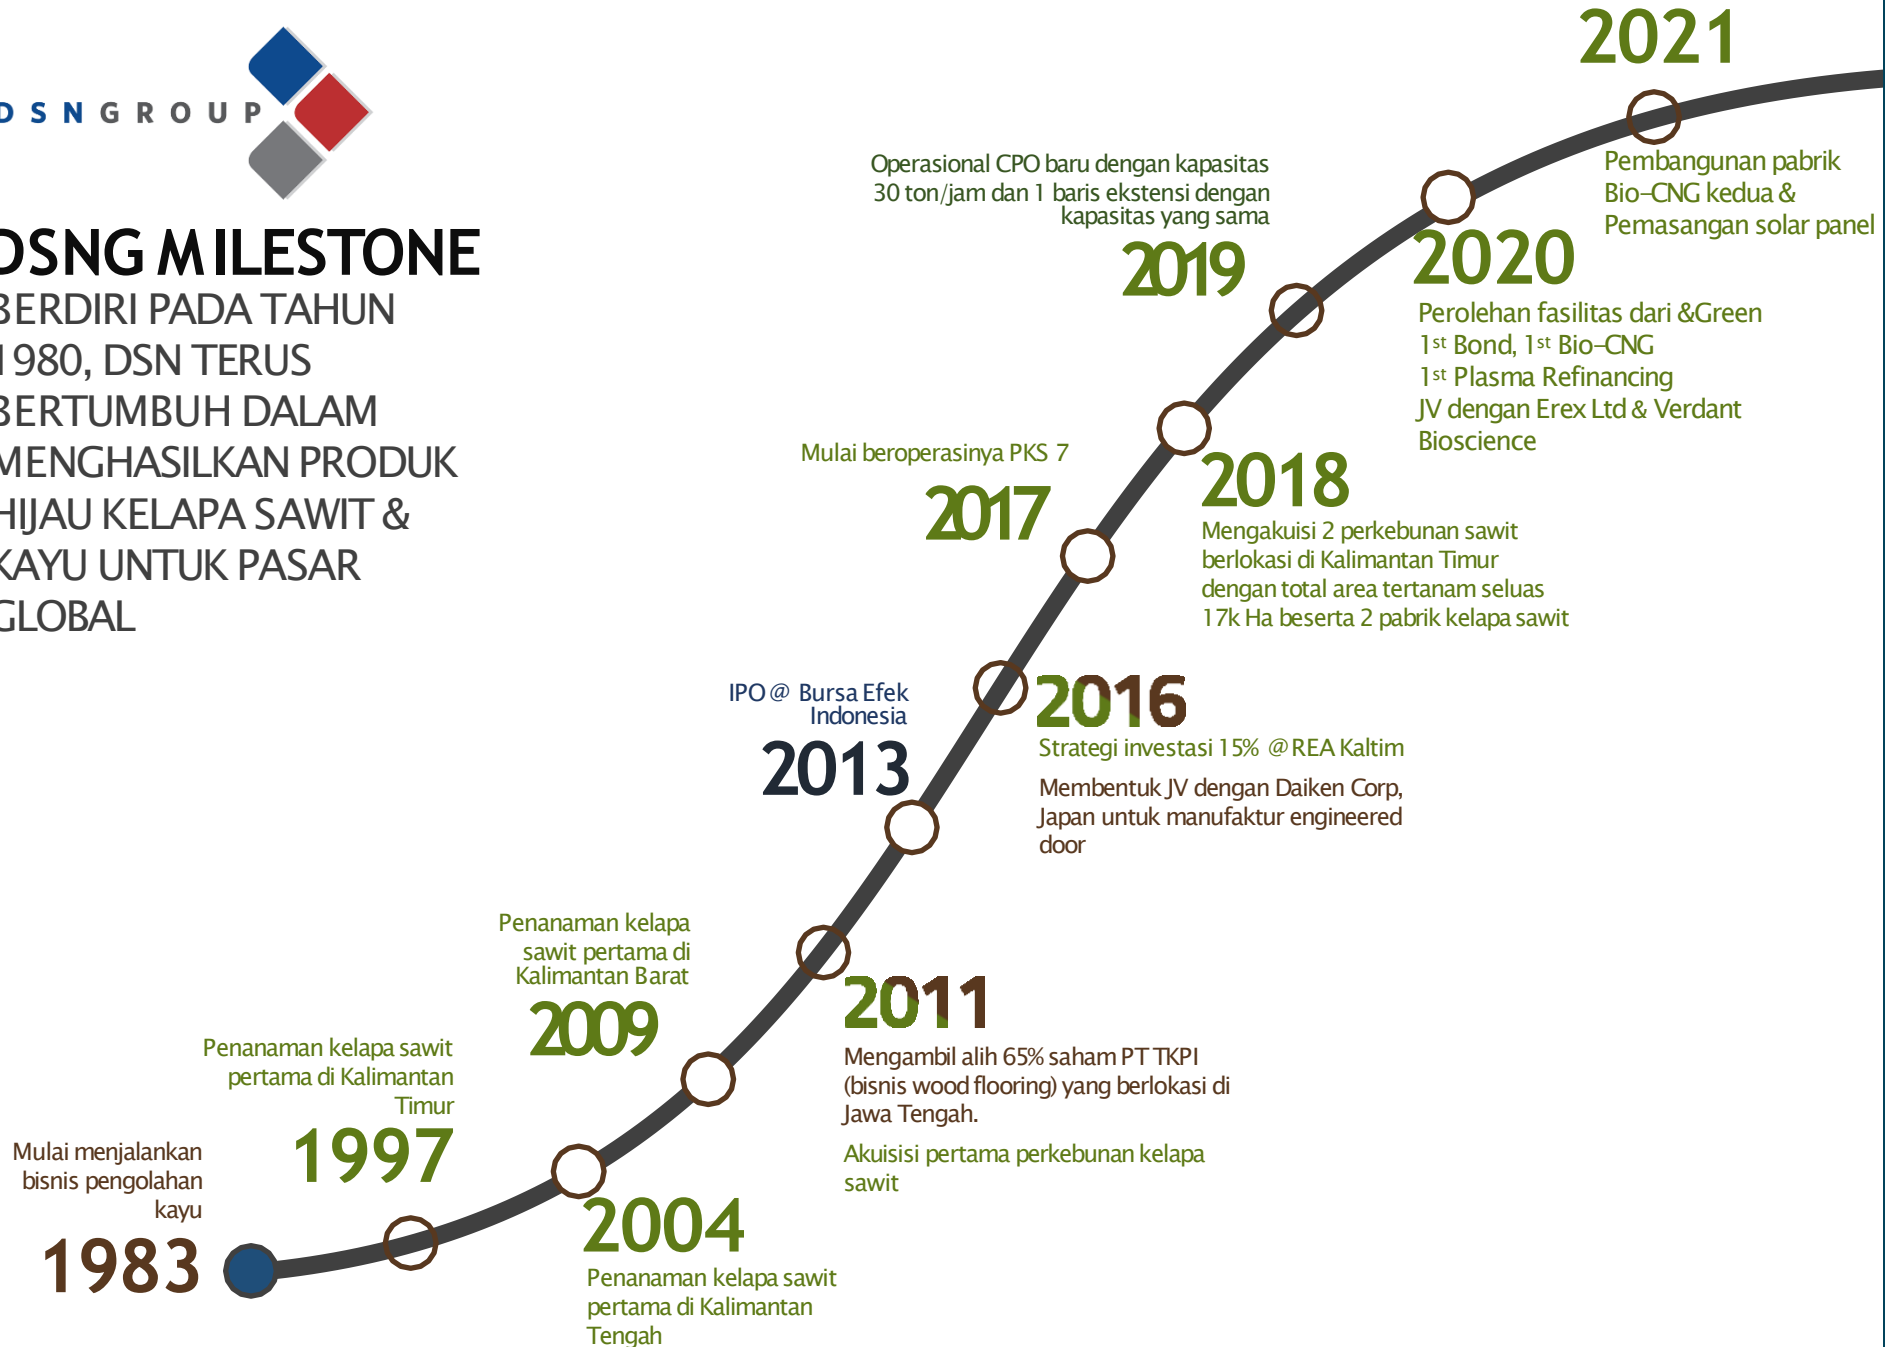 DSNGROUP
DSNG MILESTONE
BERDIRI PADA TAHUN
1980, DSN TERUS
BERTUMBUH DALAM
MENGHASILKAN PRODUK
HIJAU KELAPA SAWIT &
KAYU UNTUK PASAR
GLOBAL
Mulai menjalankan
bisnis pengolahan
kayu
1983
Penanaman kelapa sawit
pertama di Kalimantan
Timur
1997
2004
Penanaman kelapa sawit
pertama di Kalimantan
Tengah
Penanaman kelapa
sawit pertama di
Kalimantan Barat
2009
2011
Mengambil alih 65% saham PT TKPI
(bisnis wood flooring) yang berlokasi di
Jawa Tengah.
Akuisisi pertama perkebunan kelapa
sawit
IPO @ Bursa Efek
Indonesia
2013
2016
Strategi investasi 15% @ REA Kaltim
Membentuk JV dengan Daiken Corp,
Japan untuk manufaktur engineered
door
Mulai beroperasinya PKS 7
2017
2018
Mengakuisi 2 perkebunan sawit
berlokasi di Kalimantan Timur
dengan total area tertanam seluas
17k Ha beserta 2 pabrik kelapa sawit
Operasional CPO baru dengan kapasitas
30 ton/jam dan 1 baris ekstensi dengan
kapasitas yang sama
2019
2020
Perolehan fasilitas dari &Green
1st Bond, 1st Bio-CNG
1st Plasma Refinancing
JV dengan Erex Ltd & Verdant
Bioscience
2021
Pembangunan pabrik
Bio-CNG kedua &
Pemasangan solar panel